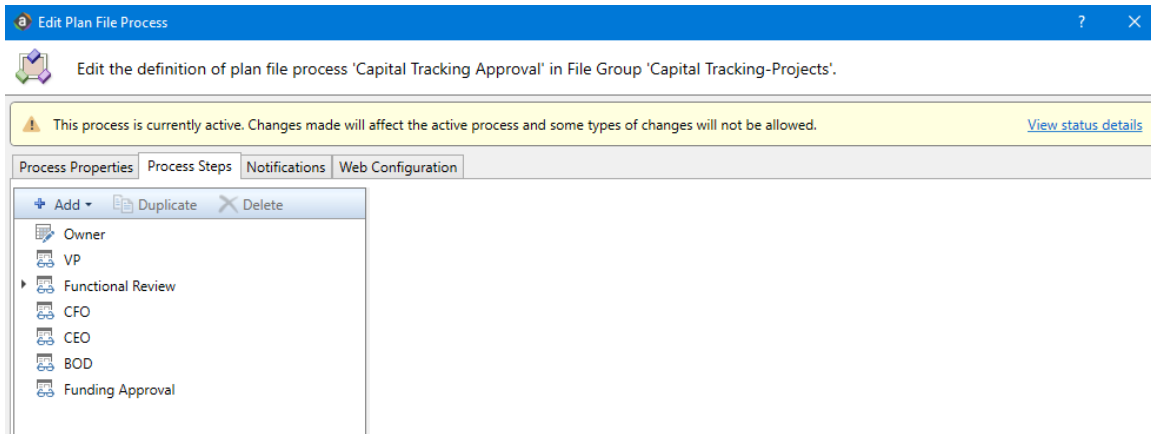 Edit Plan File Process ?
Edit the definition of plan file process 'Capital Tracking Approval' in File Group 'Capital Tracking-Projects'.
This process is currently active. Changes made will affect the active process and some types of changes will not be allowed. View status details
Process Properties Process Steps Notifications Web Configuration
Add Duplicate Delete
Owner
VP
Functional Review
CFO
CEO
BOD
Funding Approval